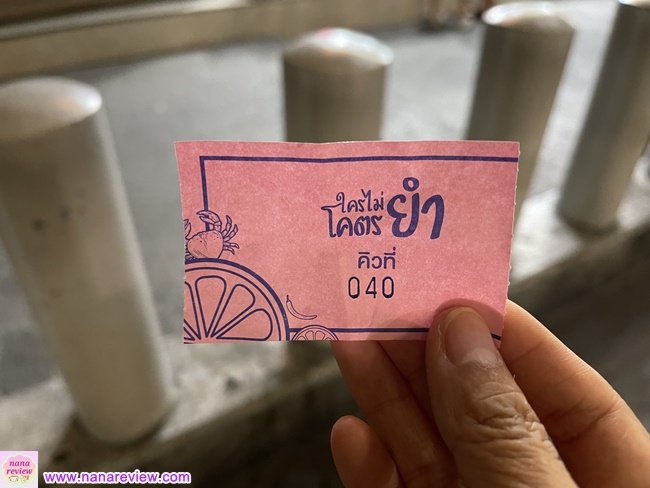 ใครไม่
โคตร ยำ
คิวที่
040
nana
review
www.nanareview.com